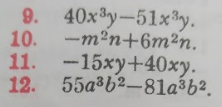 9. 40x³y−51x³y.
10. −m²n+6m²n.
11. −15xy+40xy.
12. 55a³b²−81a³b².